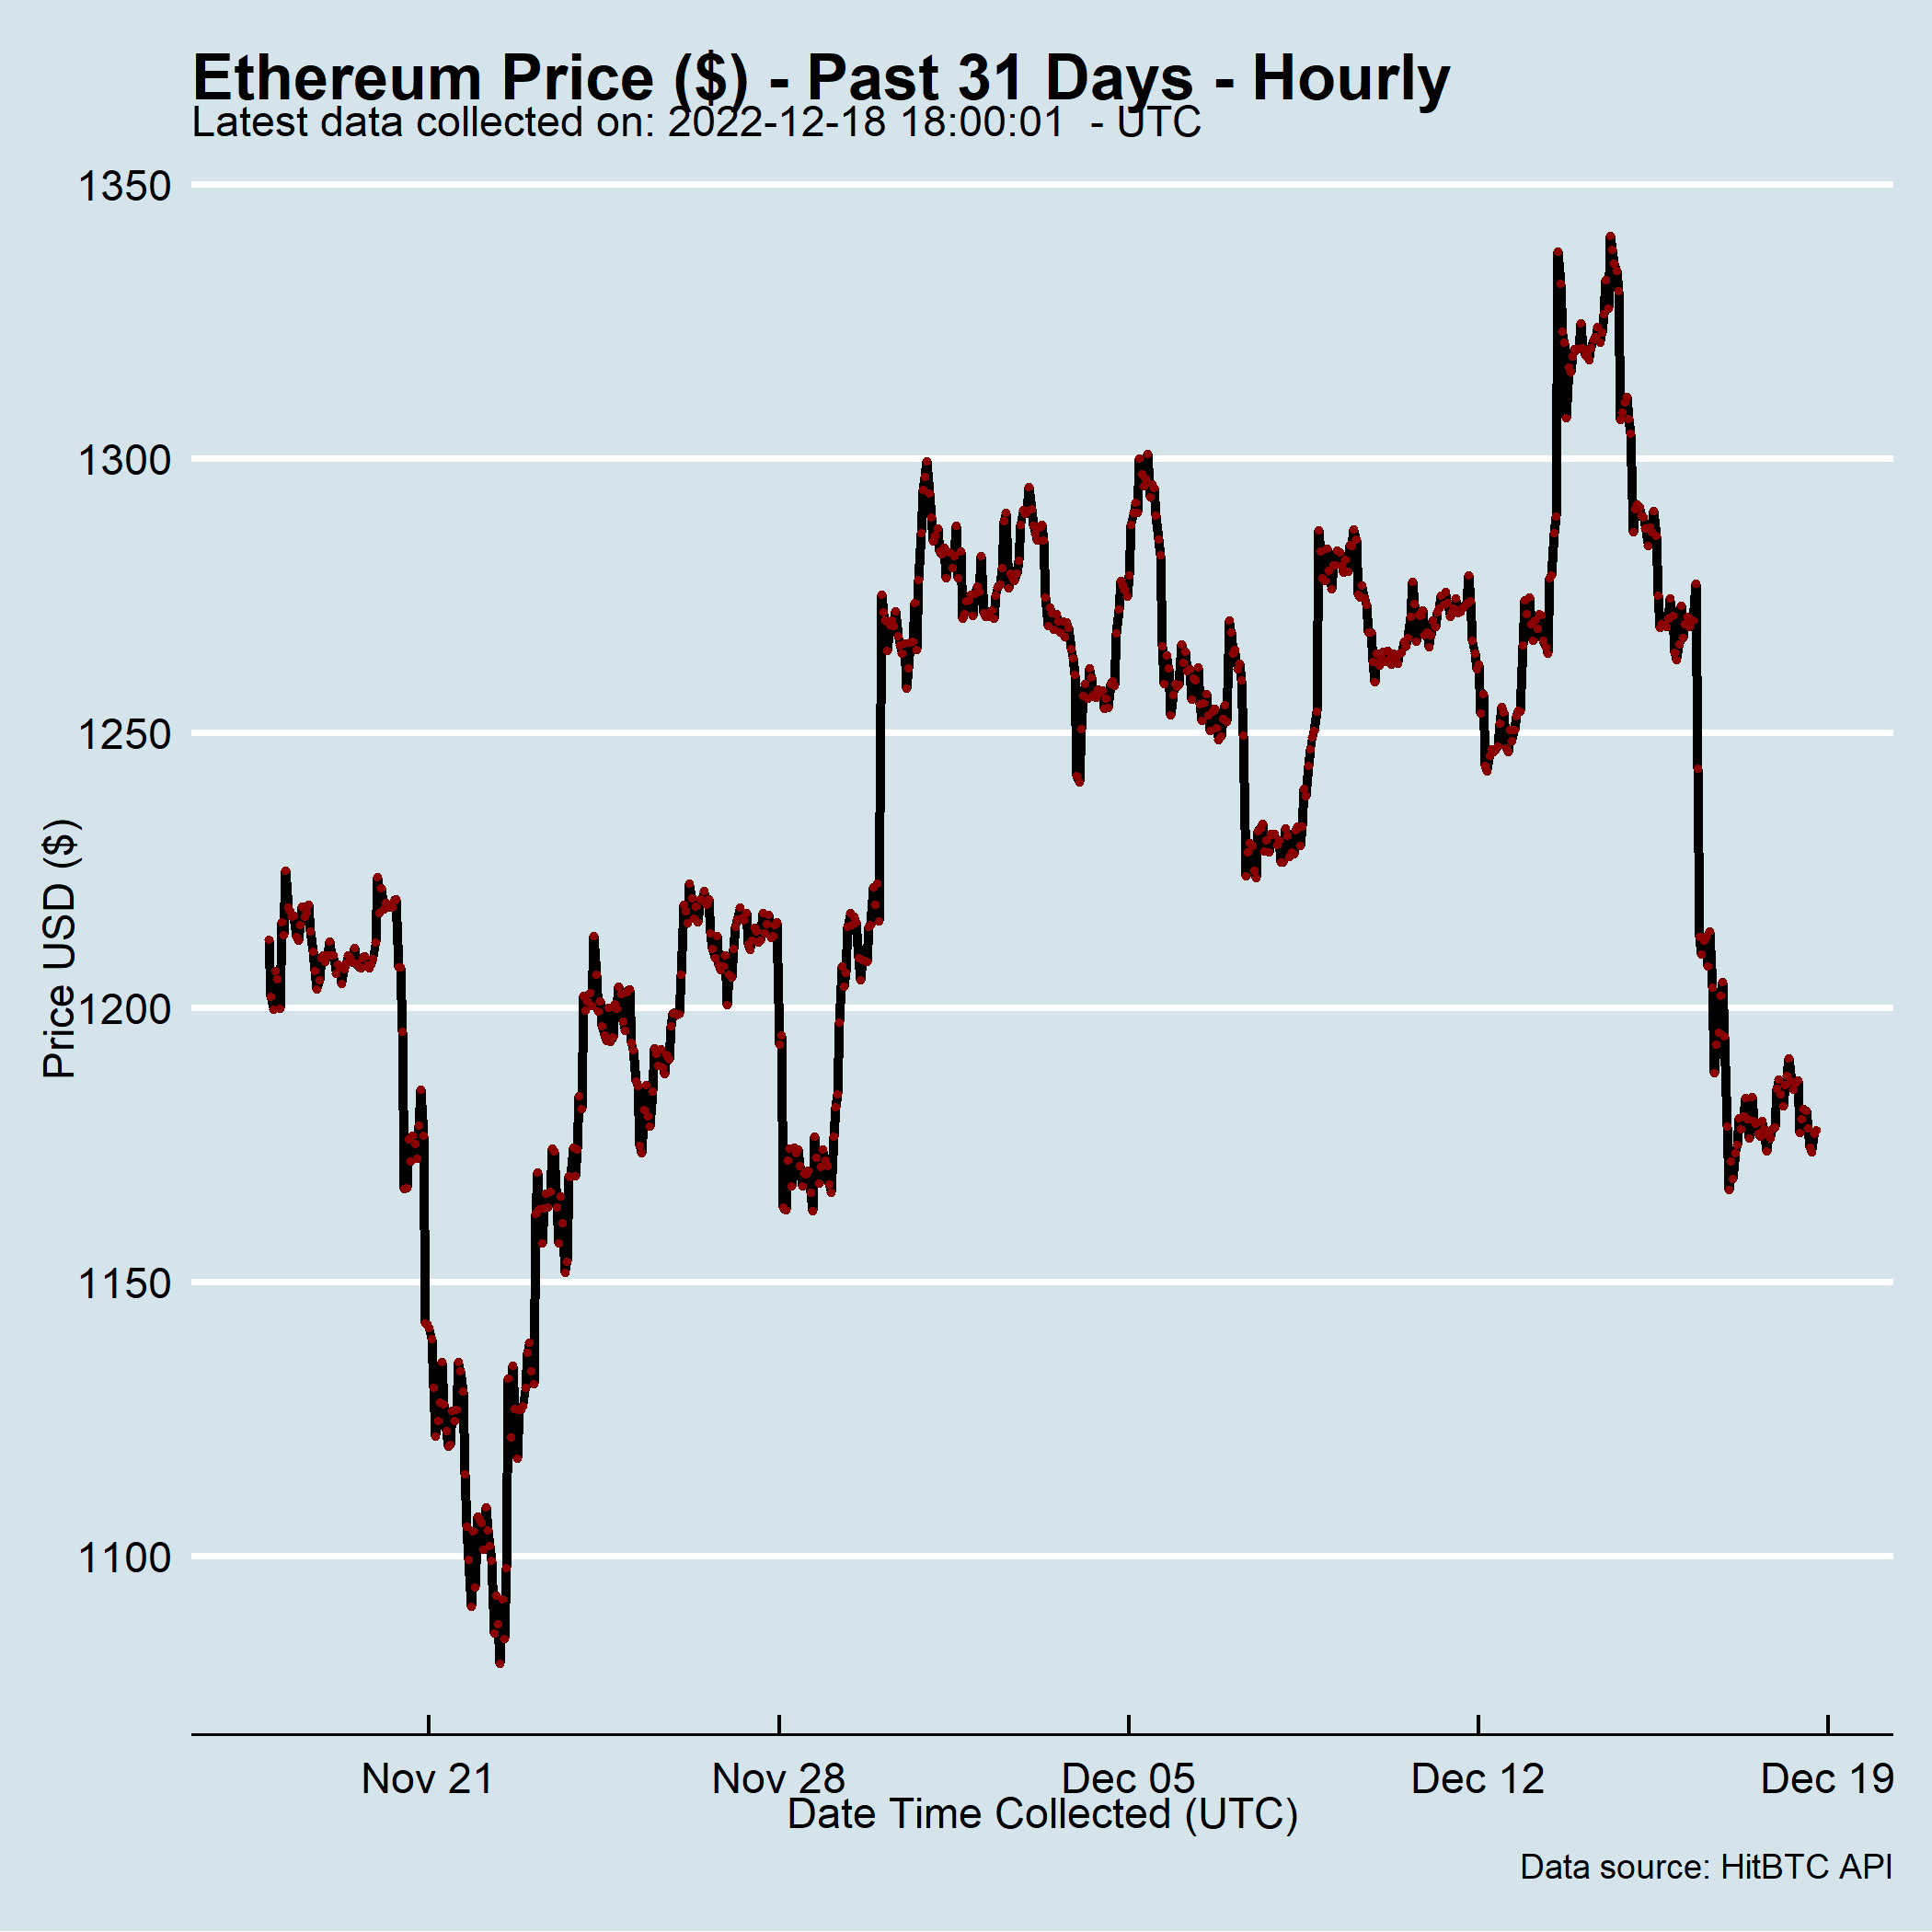 Ethereum Price ($) - Past 31 Days - Hourly
Latest data collected on: 2022-12-18 18:00:01  - UTC
1350
1300
1250
1200
1150
1100
Price USD ($)
Nov 21
Nov 28
Dec 05
Dec 12
Dec 19
Date Time Collected (UTC)
Data source: HitBTC API